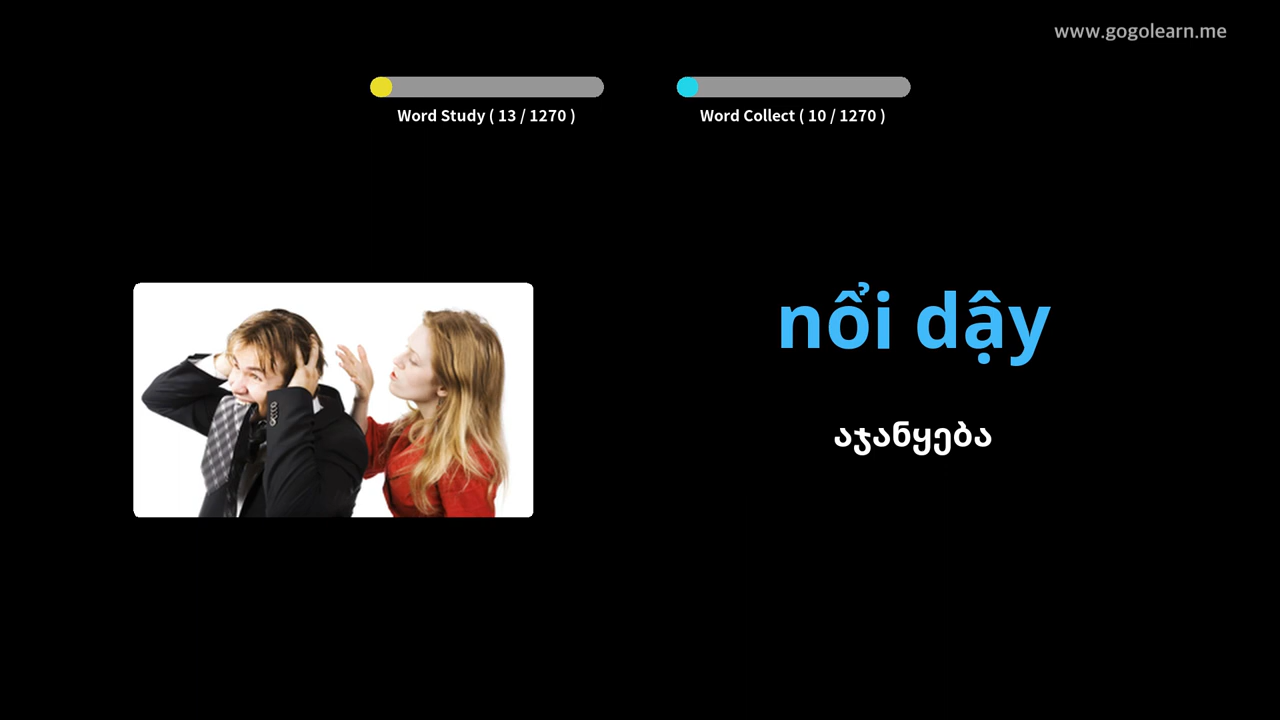 www.gogolearn.me
Word Study ( 13 / 1270 )
Word Collect ( 10 / 1270 )
nổi dậy
აჯანყება